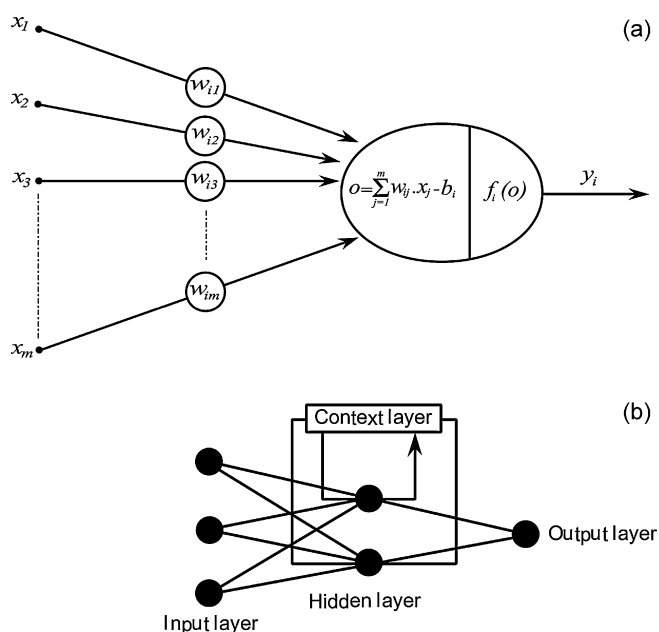 (a)
x1
wi1
x2
wi2
x3
wi3
o=∑wij.xj-bi
m
j=1
fi(o)
yi
wim
xm
(b)
Context layer
Output layer
Hidden layer
Input layer